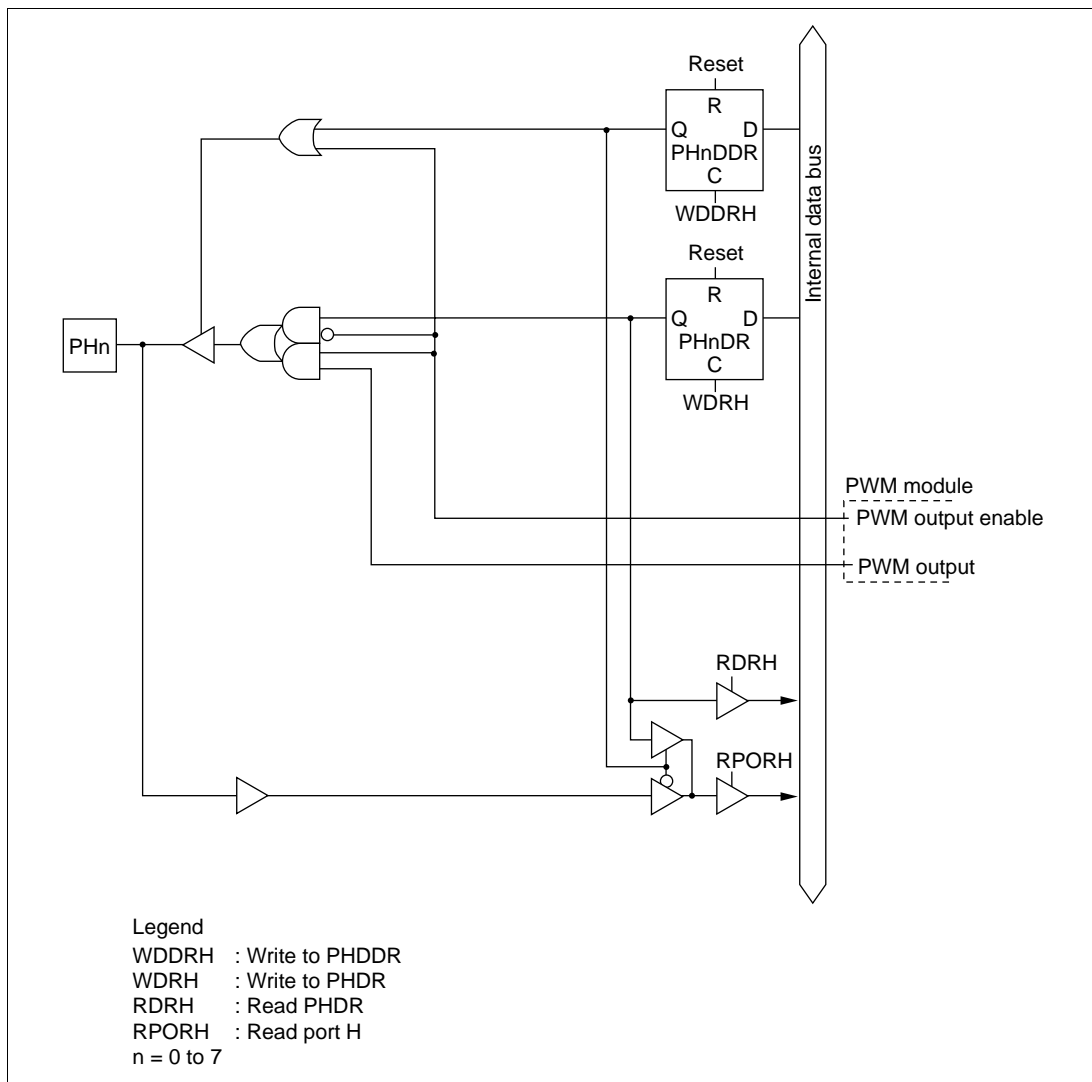 Reset
R
Q D
PHnDDR
C
WDDRH
Internal data bus
Reset
R
Q D
PHnDR
C
WDRH
PHn
PWM module
PWM output enable
PWM output
RDRH
RPORH
Legend
WDDRH : Write to PHDDR
WDRH : Write to PHDR
RDRH : Read PHDR
RPORH : Read port H
n = 0 to 7